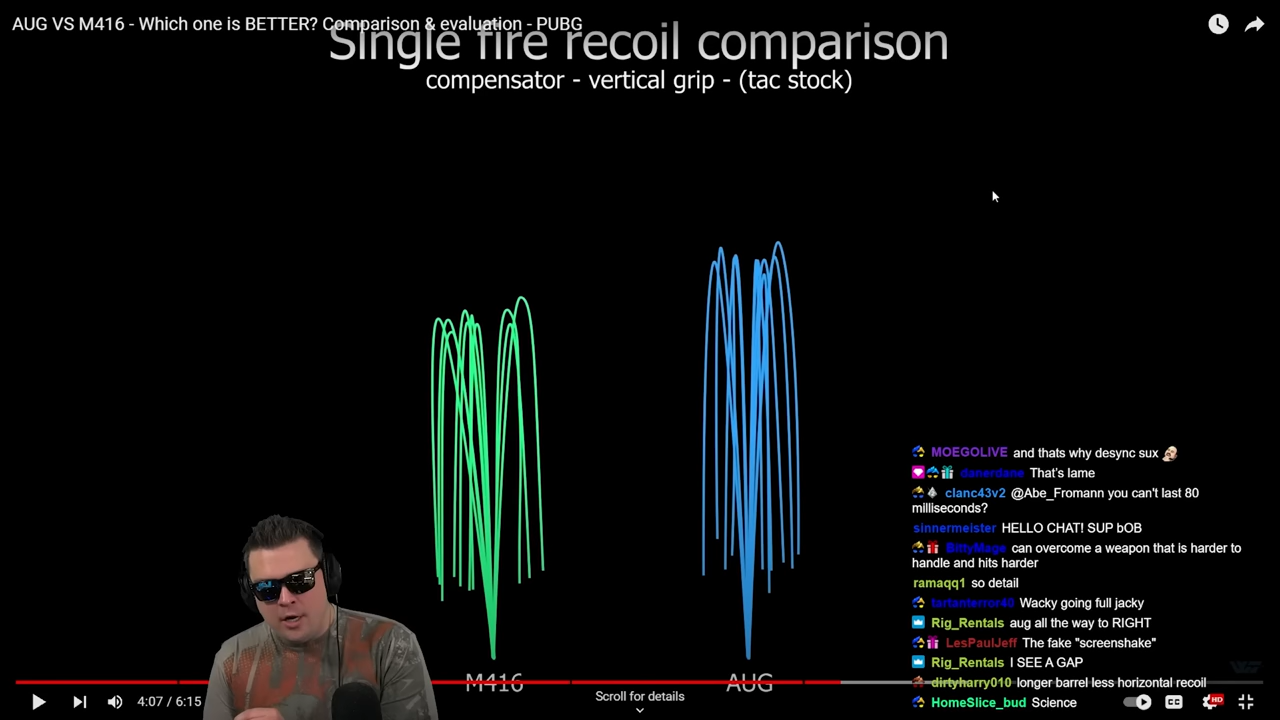 AUG VS M416 - Which one is BETTER? Comparison & evaluation - PUBG
Single fire recoil comparison
compensator - vertical grip - (tac stock)
MOEGOLIVE and thats why desync sux
danerdane That's lame
clanc43v2 @Abe_Fromann you can't last 80
milliseconds?
sinnermeister HELLO CHAT! SUP bOB
BittyMage can overcome a weapon that is harder to
handle and hits harder
ramaqq1 so detail
tartanterror40 Wacky going full jacky
Rig_Rentals aug all the way to RIGHT
LesPaulJeff The fake "screenshake"
Rig_Rentals I SEE A GAP
dirtyharry010 longer barrel less horizontal recoil
HomeSlice_bud Science
M416
AUG
4:07 / 6:15
Scroll for details
CC
HD